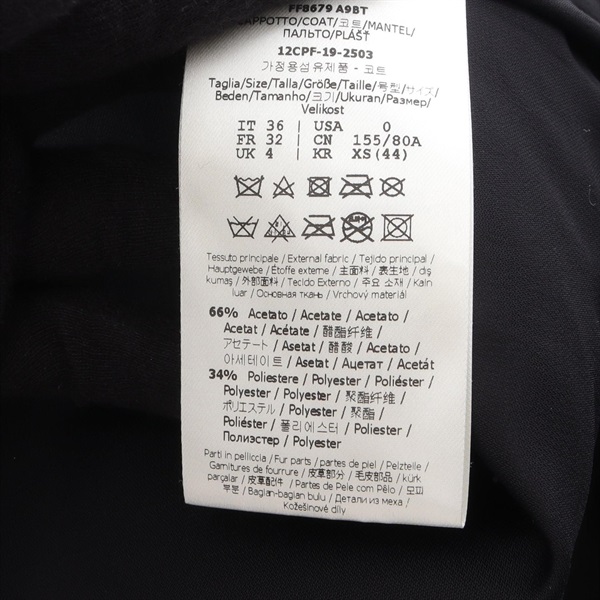 FF8679 A9BT
CAPPOTTO/COAT/코트/MANTEL/
ПАЛЬТО/PLÁŠŤ
12CPF-19-2503
가정용섬유제품 - 코트
Taglia/Size/Talla/Größe/Taille/号型/サイズ/
Beden/Tamanho/크기/Ukuran/Размер/
Velikost
IT 36 | USA 0
FR 32 | CN 155/80A
UK 4 | KR XS(44)
Tessuto principale / External fabric / Tejido principal /
Hauptgewebe / Étoffe externe / 主面料 / 表生地 / dış
kumaş / 外部面料 / Tecido Externo / 주요 소재 / Kain
luar / Основная ткань / Vrchový materiál
66% Acetato / Acetate / Acetato /
Acetat / Acétate / 醋酯纤维 /
アセテート / Asetat / 醋酸 / Acetato /
아세테이트 / Asetat / Ацетат / Acetát
34% Poliestere / Polyester / Poliéster /
Polyester / Polyester / 聚酯纤维 /
ポリエステル / Polyester / 聚酯 /
Poliéster / 폴리에스터 / Poliester /
Полиэстер / Polyester
Parti in pelliccia / Fur parts / partes de piel / Pelzteile /
Garnitures de fourrure / 皮草部分 / 毛皮部品 / kürk
parçalar / 皮草配件 / Partes de Pele com Pêlo / 모피
부분 / Bagian-bagian bulu / Детали из меха /
Kožešinové díly